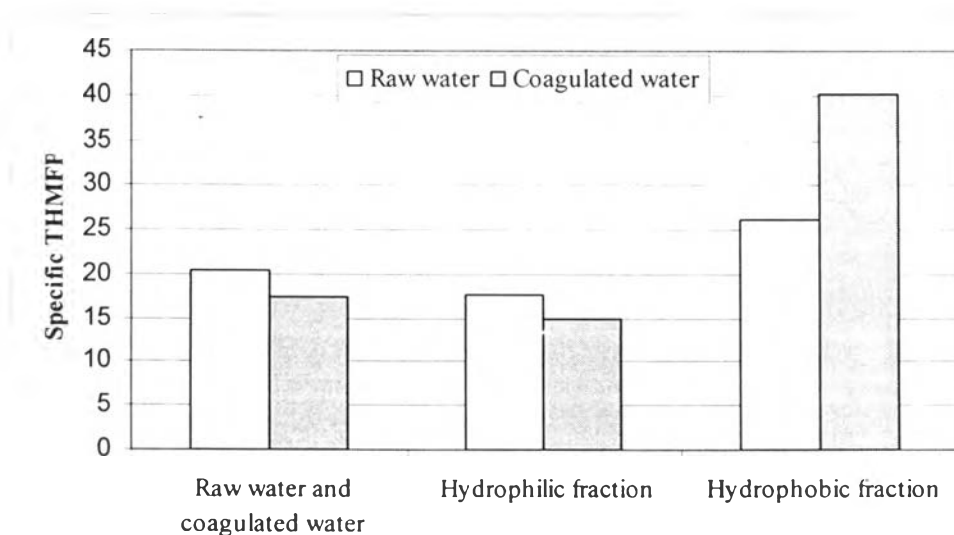 45
Raw water Coagulated water
40
35
30
25
20
15
10
5
0
Specific THMFP
Raw water and
coagulated water
Hydrophilic fraction
Hydrophobic fraction